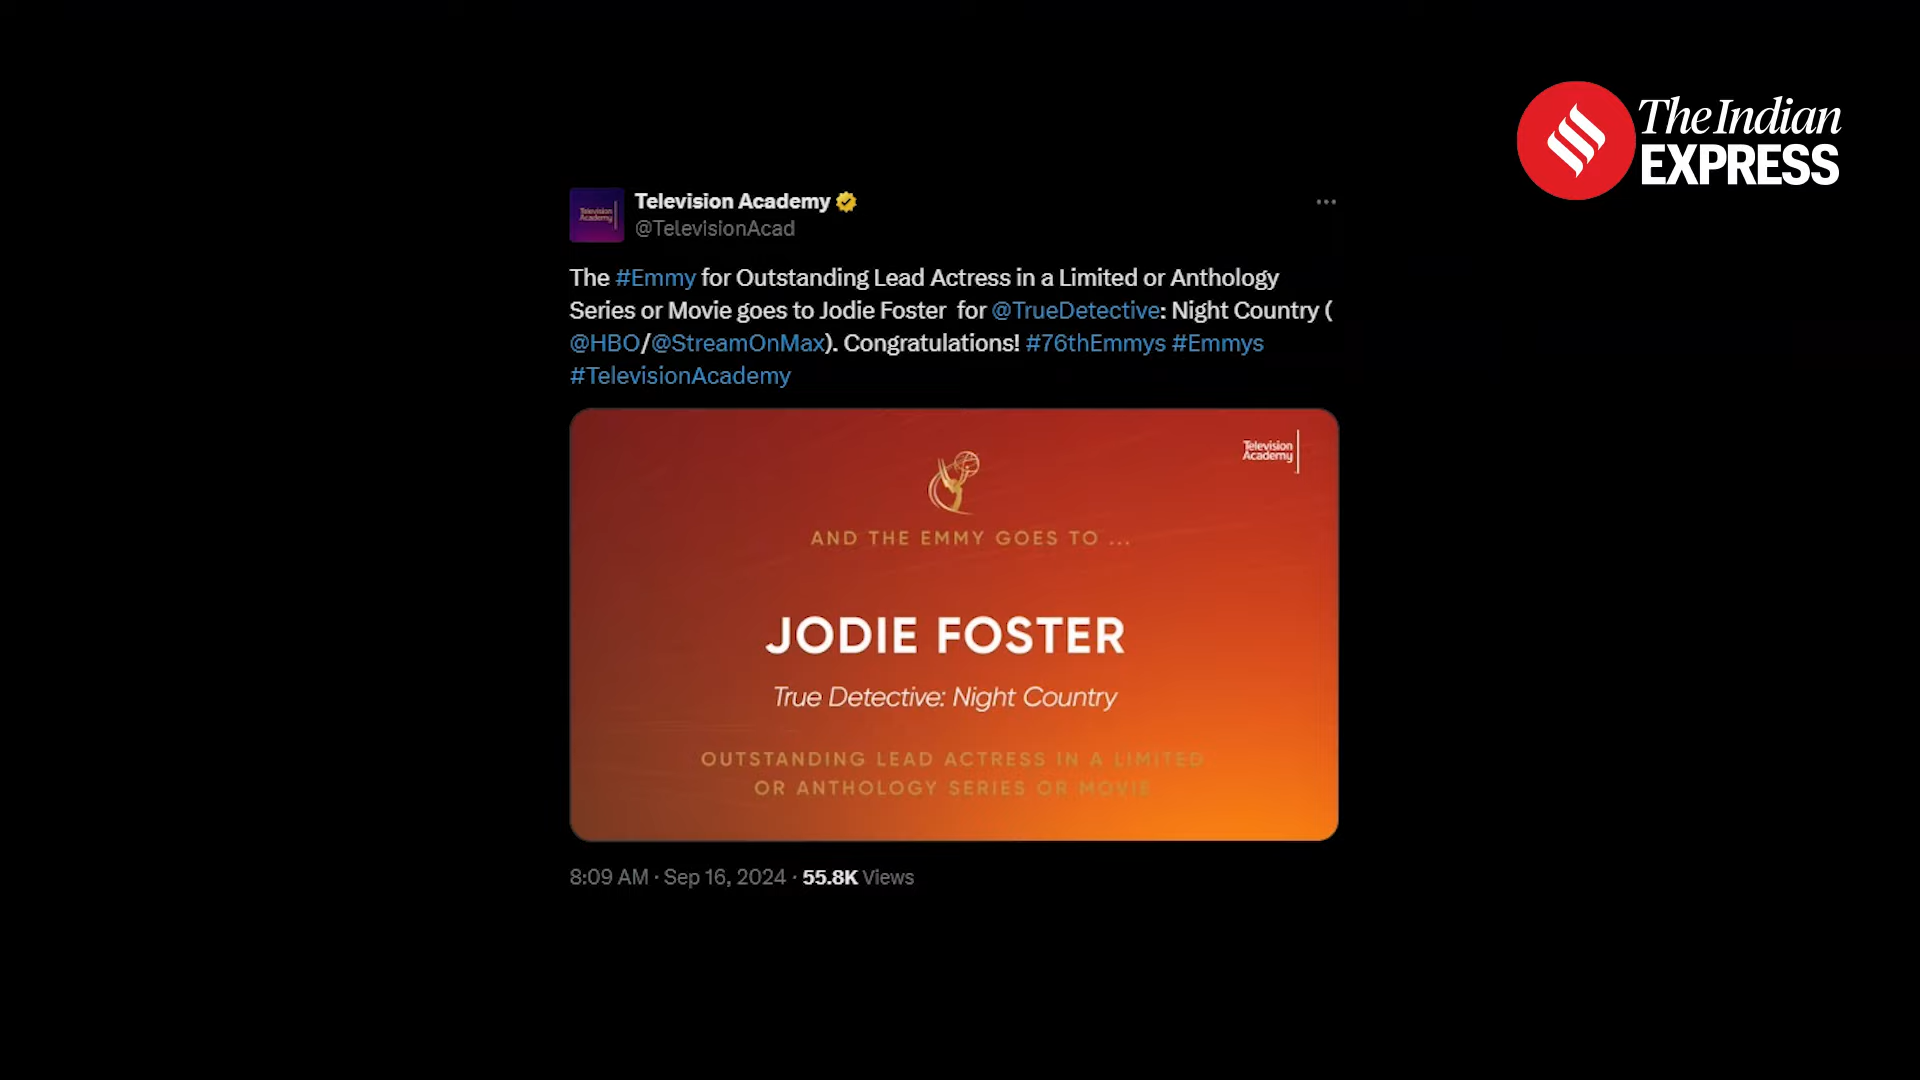 The Indian
EXPRESS
Television Academy
@TelevisionAcad
Television
Academy
The #Emmy for Outstanding Lead Actress in a Limited or Anthology
Series or Movie goes to Jodie Foster for @TrueDetective: Night Country (
@HBO/@StreamOnMax). Congratulations! #76thEmmys #Emmys
#TelevisionAcademy
Television
Academy
AND THE EMMY GOES TO ...
JODIE FOSTER
True Detective: Night Country
OUTSTANDING LEAD ACTRESS IN A LIMITED
OR ANTHOLOGY SERIES OR MOVIE
8:09 AM · Sep 16, 2024 · 55.8K Views